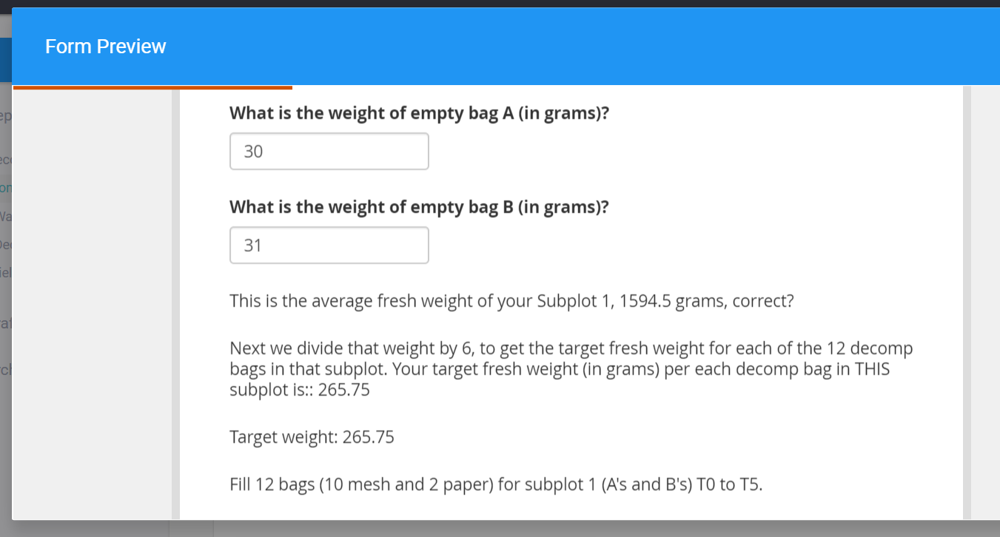 Form Preview
What is the weight of empty bag A (in grams)?
30
What is the weight of empty bag B (in grams)?
31
This is the average fresh weight of your Subplot 1, 1594.5 grams, correct?
Next we divide that weight by 6, to get the target fresh weight for each of the 12 decomp
bags in that subplot. Your target fresh weight (in grams) per each decomp bag in THIS
subplot is:: 265.75
Target weight: 265.75
Fill 12 bags (10 mesh and 2 paper) for subplot 1 (A's and B's) T0 to T5.